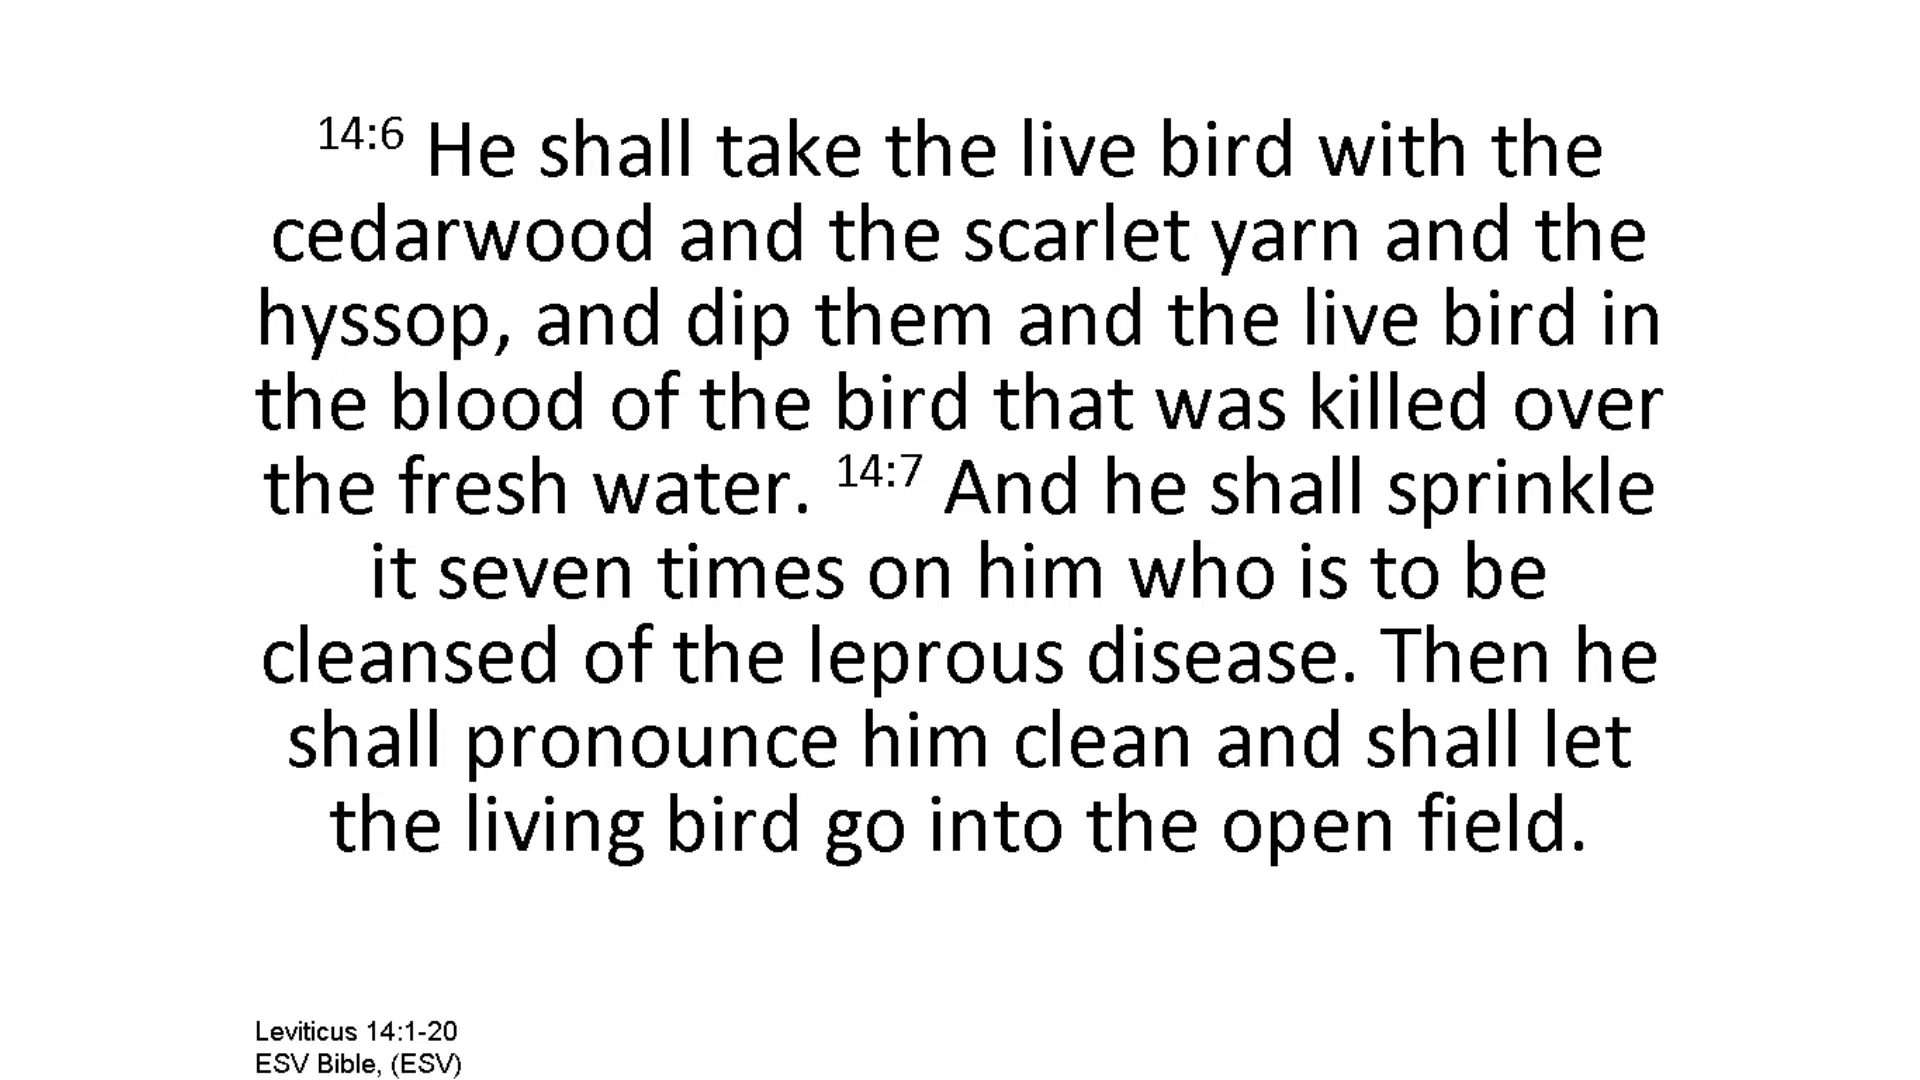 14:6 He shall take the live bird with the
cedarwood and the scarlet yarn and the
hyssop, and dip them and the live bird in
the blood of the bird that was killed over
the fresh water. 14:7 And he shall sprinkle
it seven times on him who is to be
cleansed of the leprous disease. Then he
shall pronounce him clean and shall let
the living bird go into the open field.
Leviticus 14:1-20
ESV Bible, (ESV)